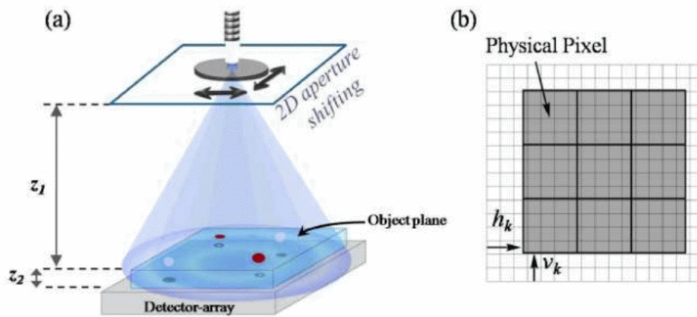 (a)
2D aperture
shifting
z1
Object plane
z2
Detector-array
(b)
Physical Pixel
hk
vk